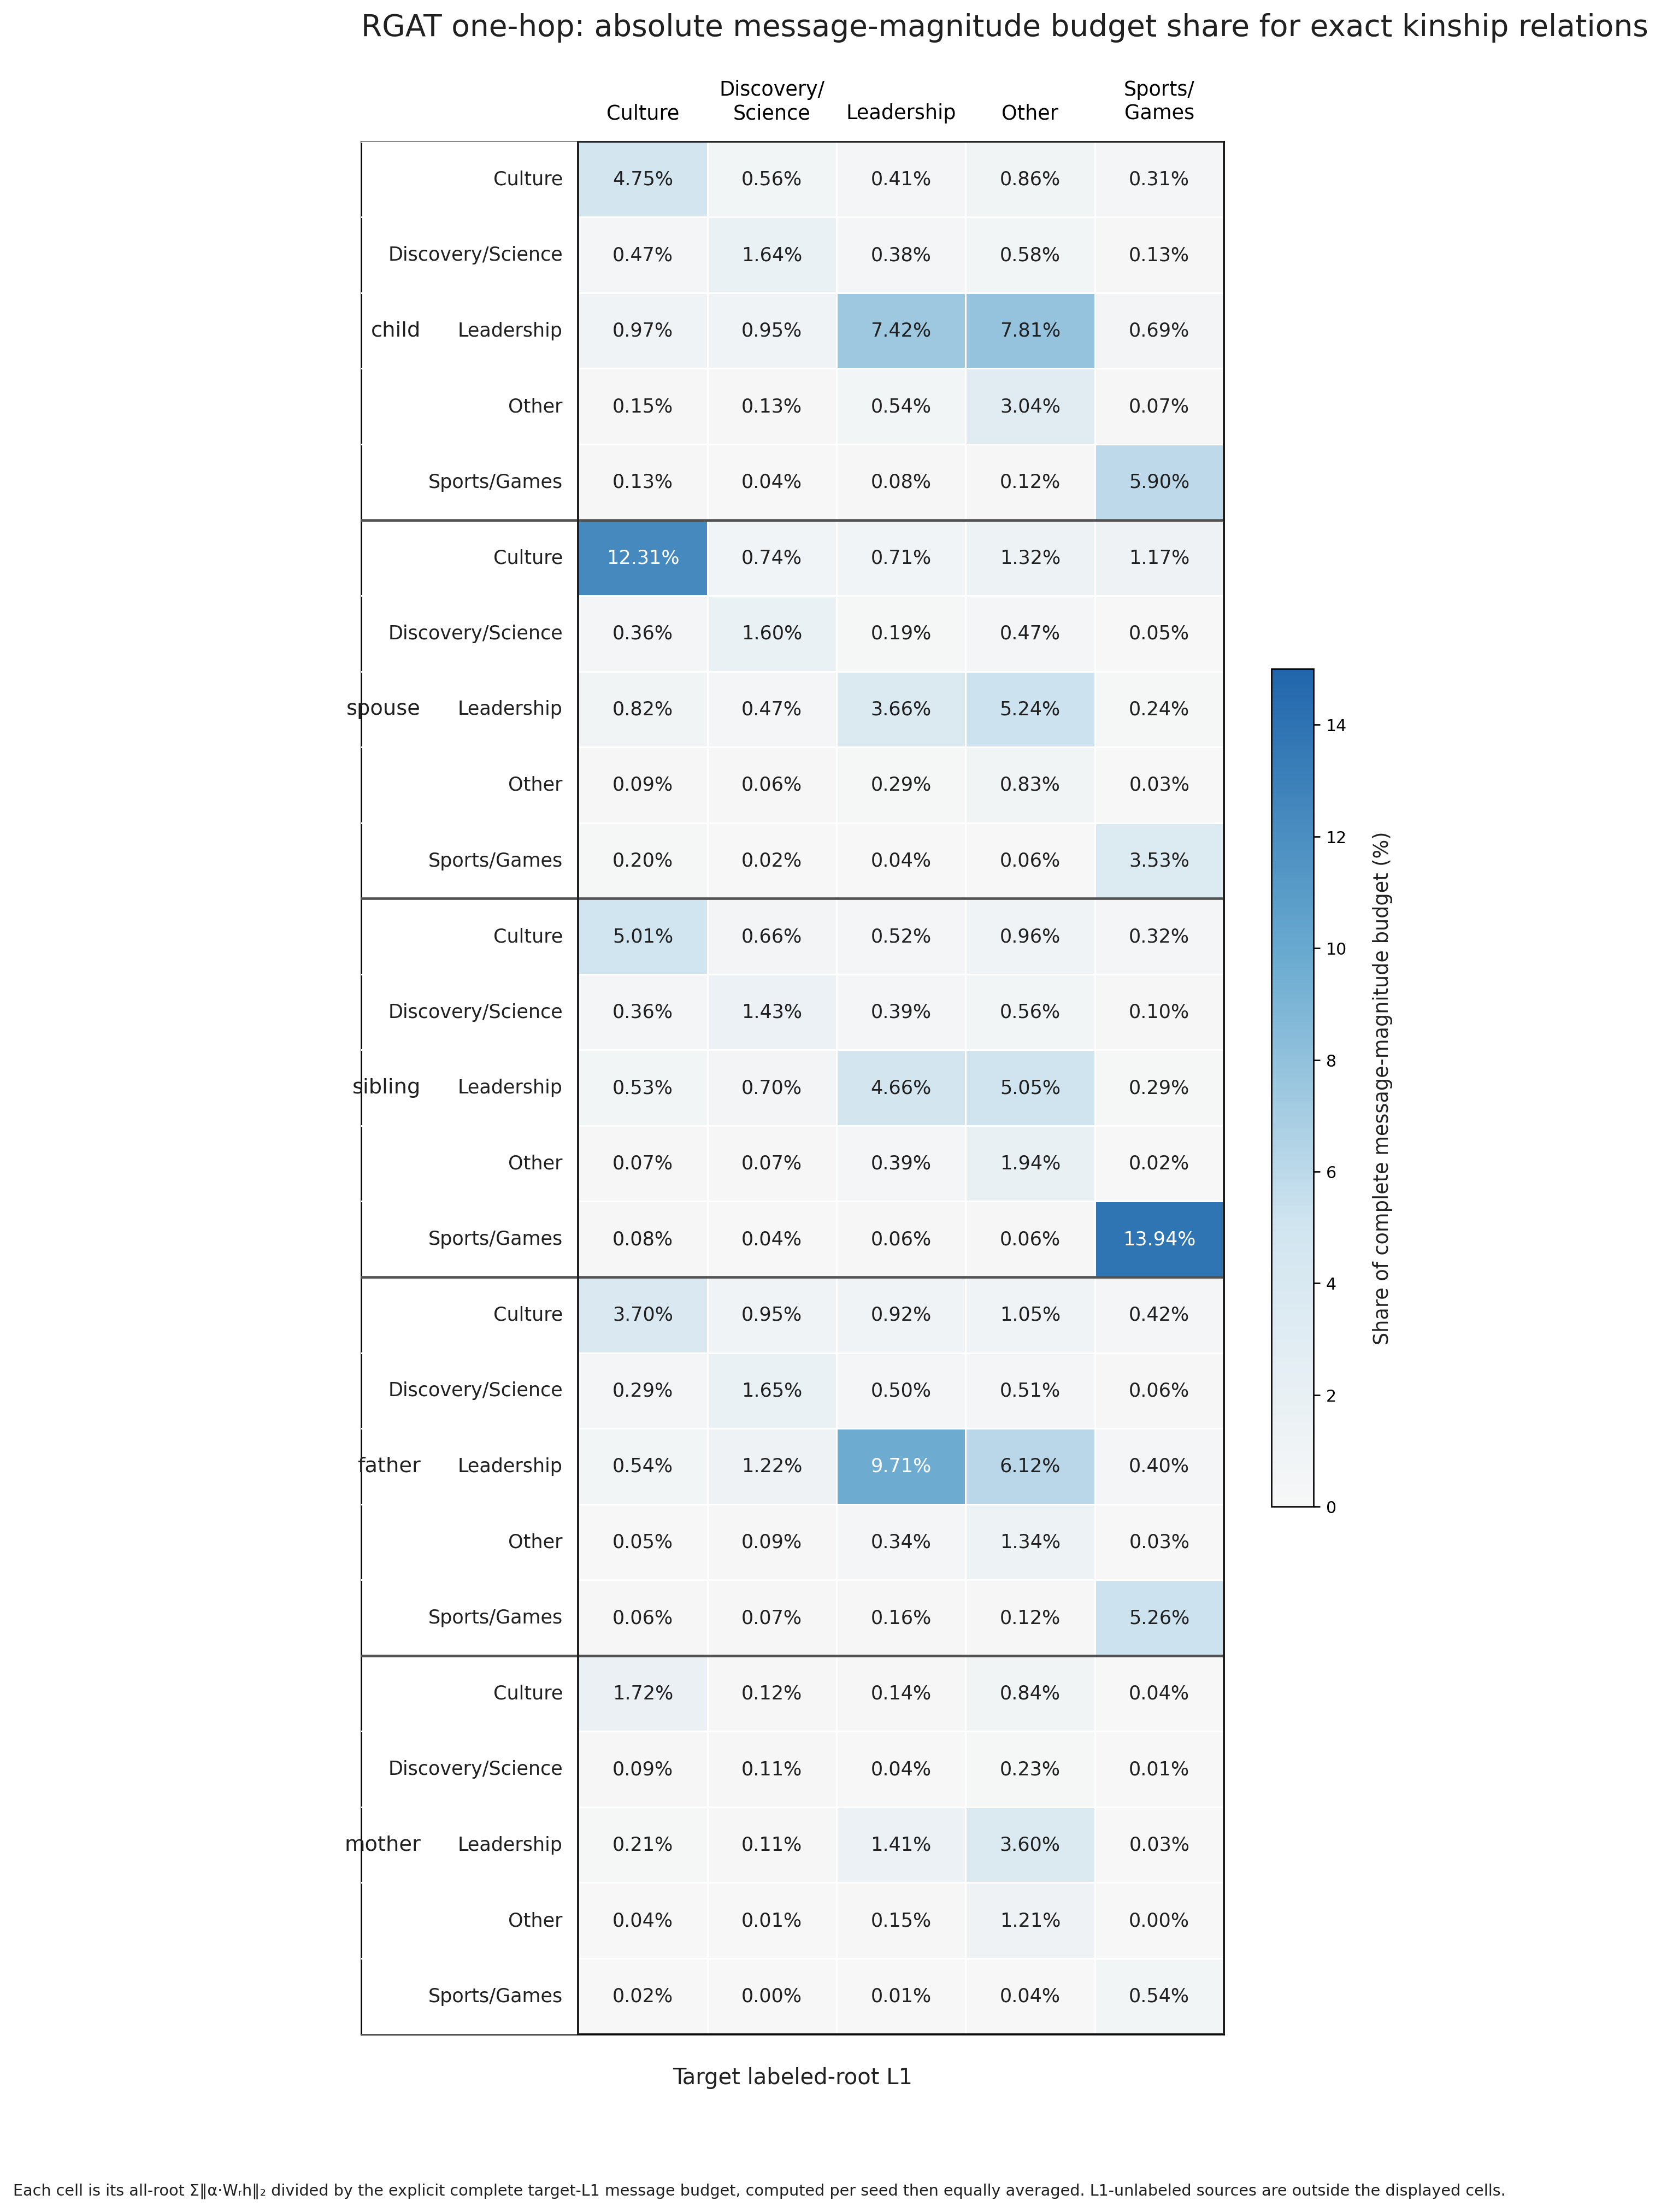 RGAT one-hop: absolute message-magnitude budget share for exact kinship relations
Culture Discovery/ Science Leadership Other Sports/ Games
Culture 4.75% 0.56% 0.41% 0.86% 0.31%
Discovery/Science 0.47% 1.64% 0.38% 0.58% 0.13%
child Leadership 0.97% 0.95% 7.42% 7.81% 0.69%
Other 0.15% 0.13% 0.54% 3.04% 0.07%
Sports/Games 0.13% 0.04% 0.08% 0.12% 5.90%
Culture 12.31% 0.74% 0.71% 1.32% 1.17%
Discovery/Science 0.36% 1.60% 0.19% 0.47% 0.05%
spouse Leadership 0.82% 0.47% 3.66% 5.24% 0.24%
Other 0.09% 0.06% 0.29% 0.83% 0.03%
Sports/Games 0.20% 0.02% 0.04% 0.06% 3.53%
Culture 5.01% 0.66% 0.52% 0.96% 0.32%
Discovery/Science 0.36% 1.43% 0.39% 0.56% 0.10%
sibling Leadership 0.53% 0.70% 4.66% 5.05% 0.29%
Other 0.07% 0.07% 0.39% 1.94% 0.02%
Sports/Games 0.08% 0.04% 0.06% 0.06% 13.94%
Culture 3.70% 0.95% 0.92% 1.05% 0.42%
Discovery/Science 0.29% 1.65% 0.50% 0.51% 0.06%
father Leadership 0.54% 1.22% 9.71% 6.12% 0.40%
Other 0.05% 0.09% 0.34% 1.34% 0.03%
Sports/Games 0.06% 0.07% 0.16% 0.12% 5.26%
Culture 1.72% 0.12% 0.14% 0.84% 0.04%
Discovery/Science 0.09% 0.11% 0.04% 0.23% 0.01%
mother Leadership 0.21% 0.11% 1.41% 3.60% 0.03%
Other 0.04% 0.01% 0.15% 1.21% 0.00%
Sports/Games 0.02% 0.00% 0.01% 0.04% 0.54%
Target labeled-root L1
14
12
10
8
6
4
2
0
Share of complete message-magnitude budget (%)
Each cell is its all-root Σ‖α·Wᵣh‖₂ divided by the explicit complete target-L1 message budget, computed per seed then equally averaged. L1-unlabeled sources are outside the displayed cells.